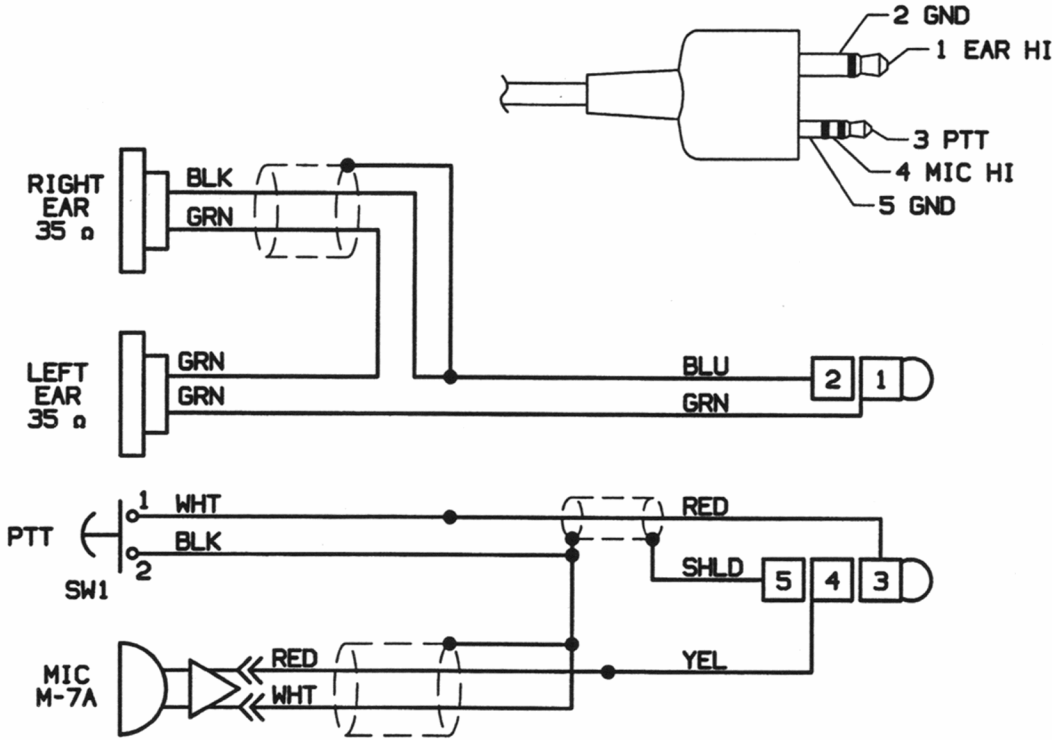 2 GND
1 EAR HI
3 PTT
4 MIC HI
5 GND
RIGHT
EAR
35 Ω
BLK
GRN
LEFT
EAR
35 Ω
GRN
GRN
BLU
GRN
2 1
PTT
SW1
1
2
WHT
BLK
RED
SHLD
5 4 3
MIC
M-7A
RED
WHT
YEL